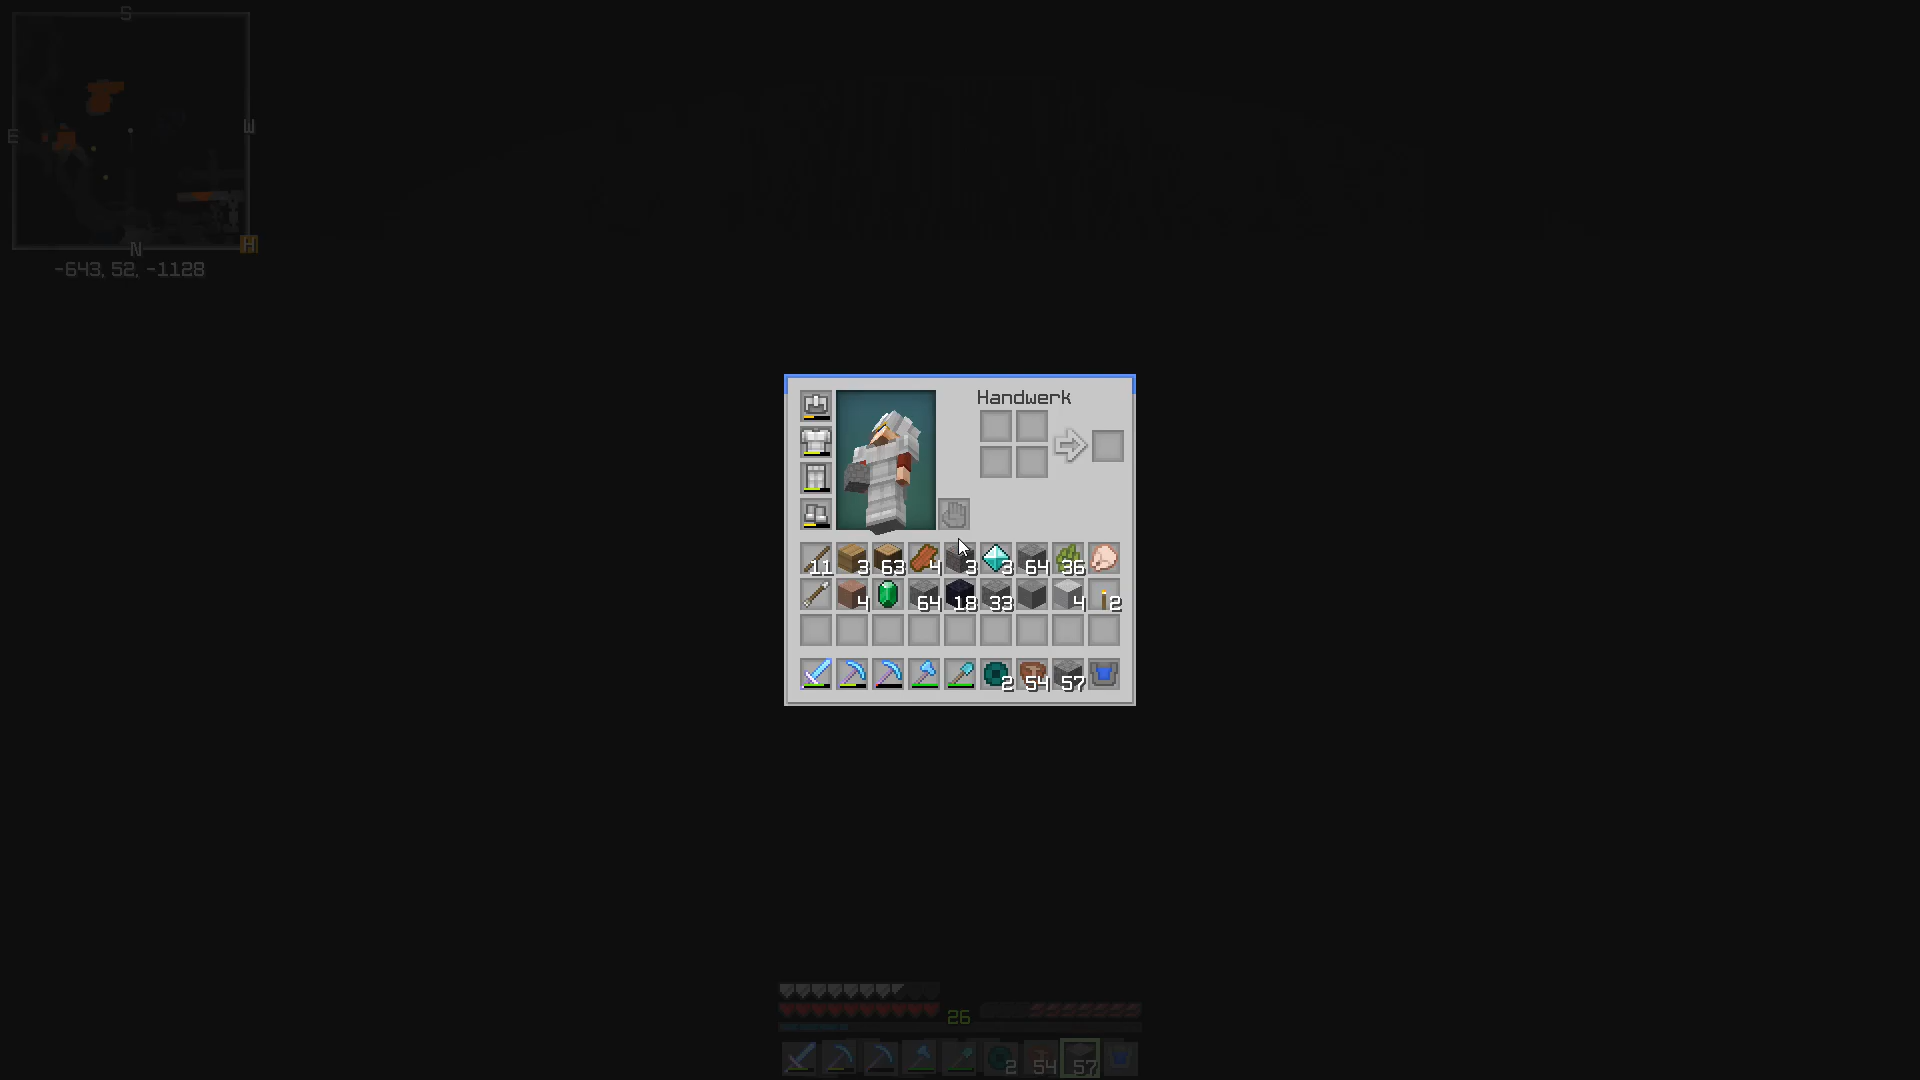 S
E
W
N
H
-643, 52, -1128
Handwerk
11 3 63 4 3 3 64 36
4 64 18 33 4 2
2 54 57
26
2 54 57